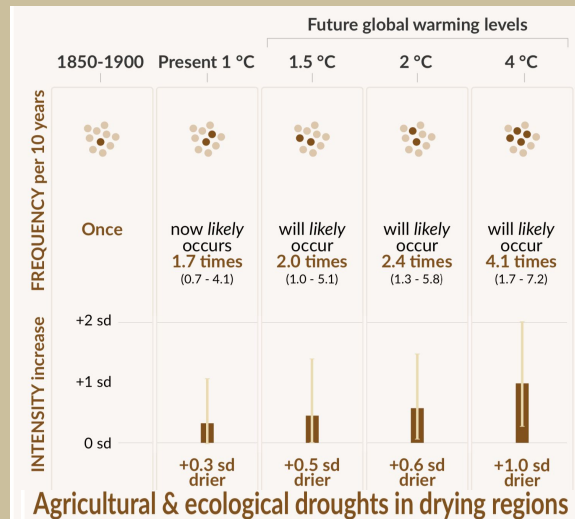 Future global warming levels
1850-1900 Present 1 °C 1.5 °C 2 °C 4 °C
FREQUENCY per 10 years
Once
now likely occurs
1.7 times
(0.7 - 4.1)
will likely occur
2.0 times
(1.0 - 5.1)
will likely occur
2.4 times
(1.3 - 5.8)
will likely occur
4.1 times
(1.7 - 7.2)
INTENSITY increase
+2 sd
+1 sd
0 sd
+0.3 sd
drier
+0.5 sd
drier
+0.6 sd
drier
+1.0 sd
drier
Agricultural & ecological droughts in drying regions